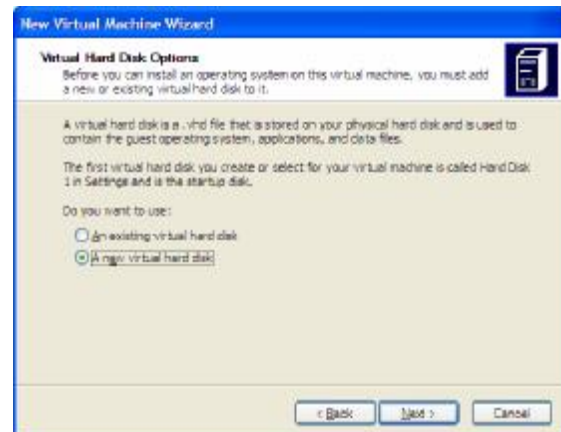 New Virtual Machine Wizard
Virtual Hard Disk Options
Before you can install an operating system on this virtual machine, you must add
a new or existing virtual hard disk to it.
A virtual hard disk is a .vhd file that is stored on your physical hard disk and is used to
contain the guest operating system, applications, and data files.
The first virtual hard disk you create or select for your virtual machine is called Hard Disk
1 in Settings and is the startup disk.
Do you want to use:
An existing virtual hard disk
A new virtual hard disk
< Back
Next >
Cancel